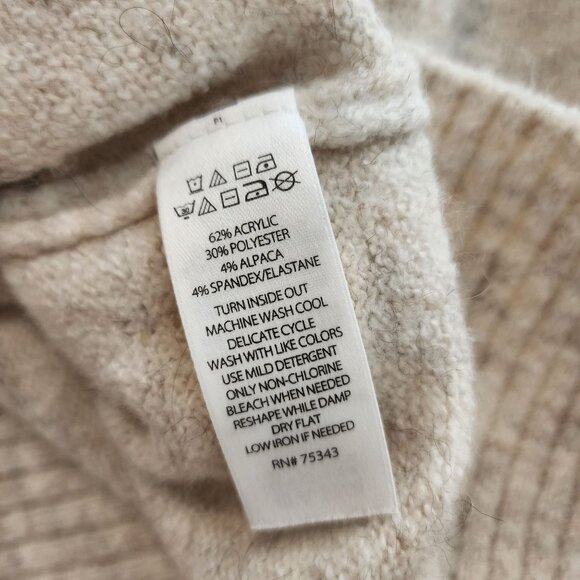 30
62% ACRYLIC
30% POLYESTER
4% ALPACA
4% SPANDEX/ELASTANE
TURN INSIDE OUT
MACHINE WASH COOL
DELICATE CYCLE
WASH WITH LIKE COLORS
USE MILD DETERGENT
ONLY NON-CHLORINE
BLEACH WHEN NEEDED
RESHAPE WHILE DAMP
DRY FLAT
LOW IRON IF NEEDED
RN# 75343